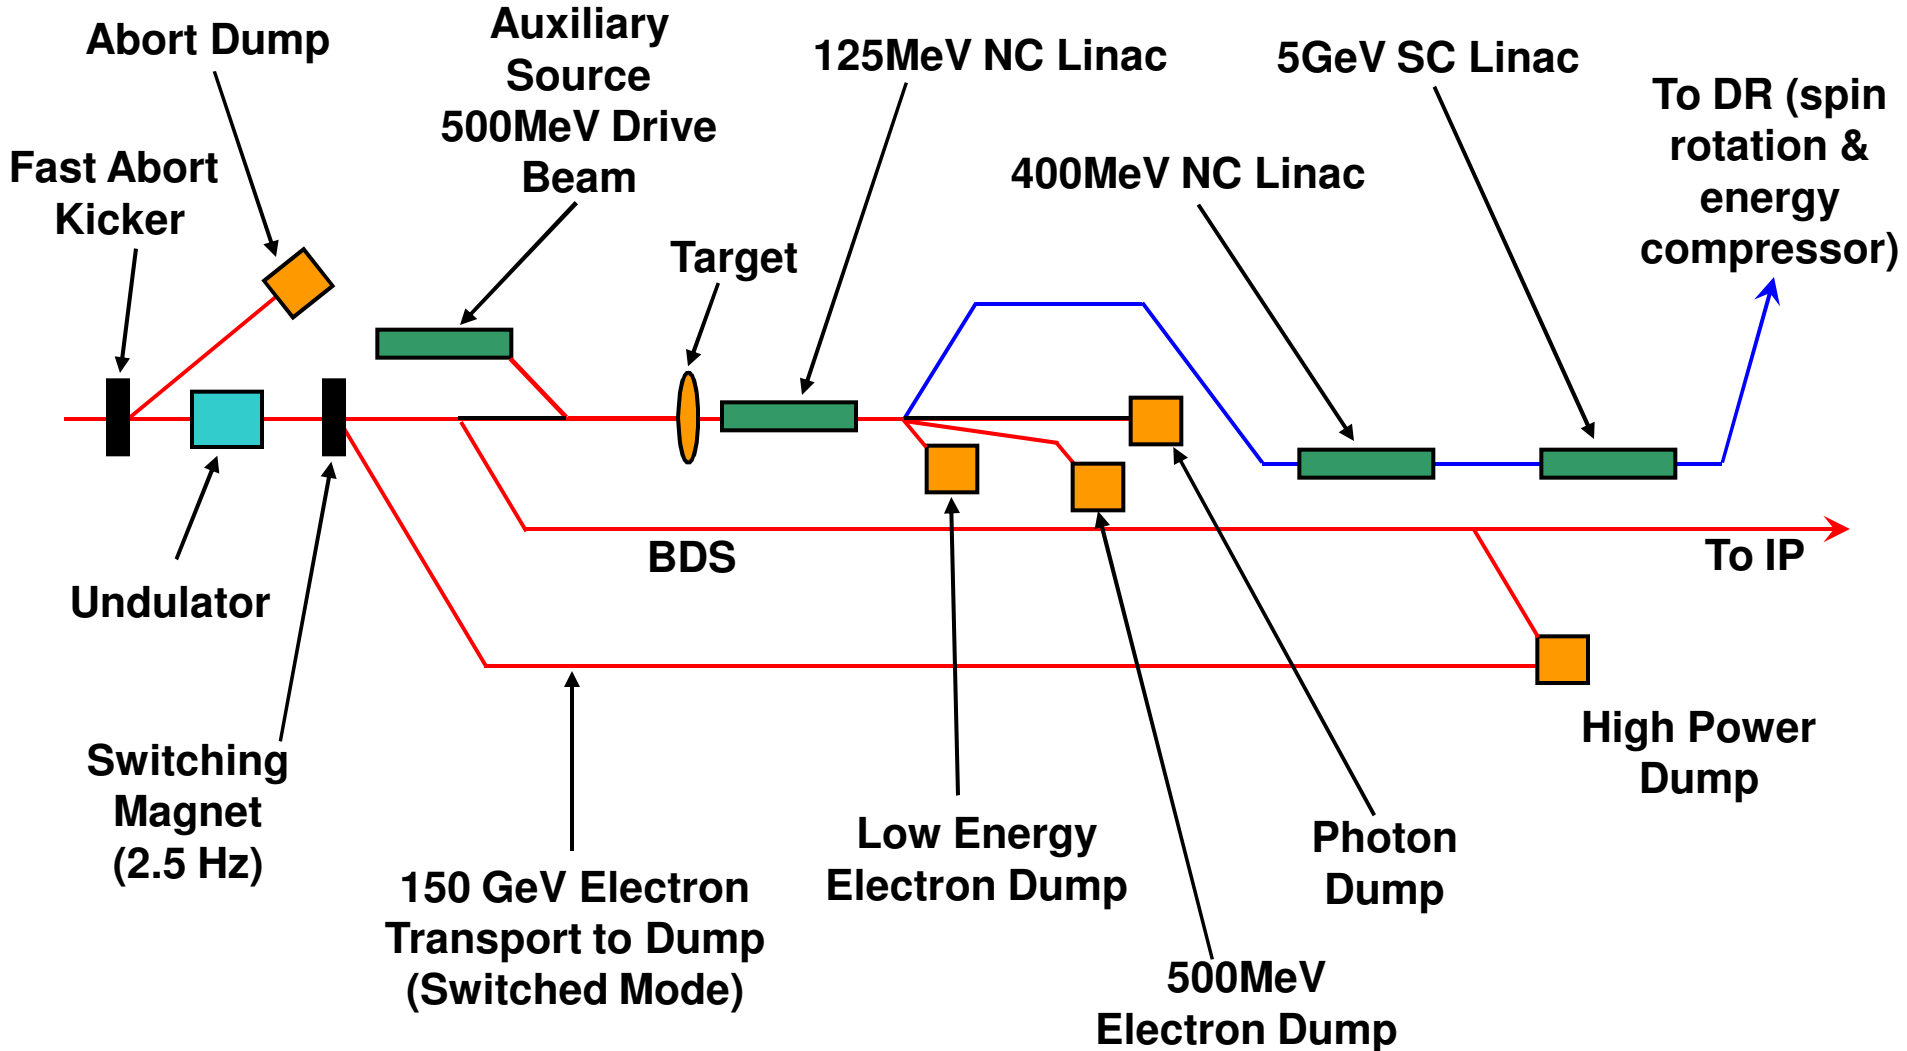 Abort Dump
Auxiliary
Source
500MeV Drive
Beam
125MeV NC Linac
5GeV SC Linac
To DR (spin
rotation &
energy
compressor)
Fast Abort
Kicker
400MeV NC Linac
Target
BDS
To IP
Undulator
Switching
Magnet
(2.5 Hz)
150 GeV Electron
Transport to Dump
(Switched Mode)
Low Energy
Electron Dump
500MeV
Electron Dump
Photon
Dump
High Power
Dump